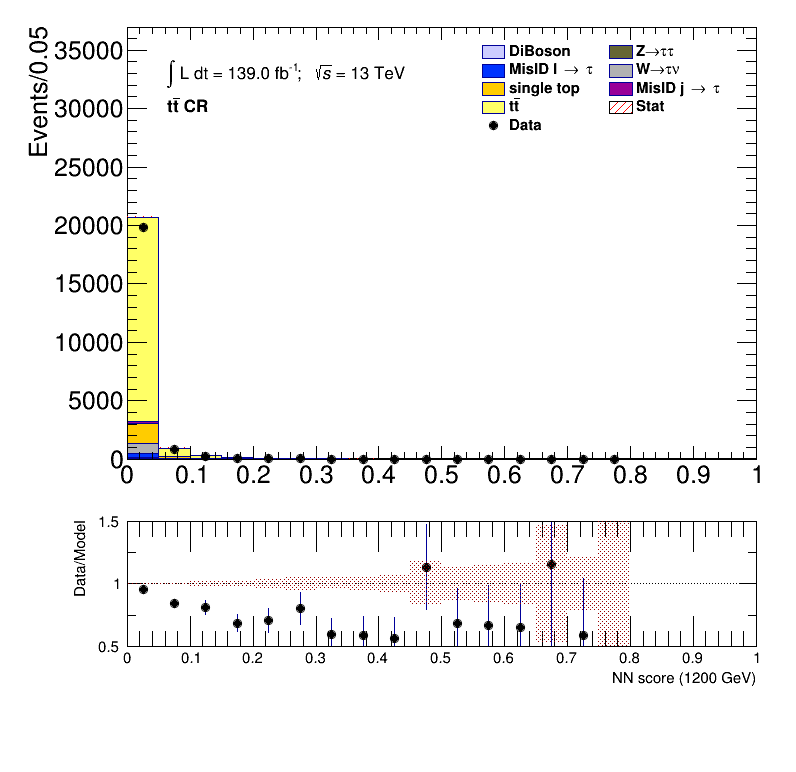 Events/0.05
35000
30000
25000
20000
15000
10000
5000
0
∫ L dt = 139.0 fb⁻¹; √s = 13 TeV
tt̄ CR
DiBoson
MisID l → τ
single top
tt̄
Data
Z→ττ
W→τν
MisID j → τ
Stat
0 0.1 0.2 0.3 0.4 0.5 0.6 0.7 0.8 0.9 1
Data/Model
1.5
1
0.5
0 0.1 0.2 0.3 0.4 0.5 0.6 0.7 0.8 0.9 1
NN score (1200 GeV)